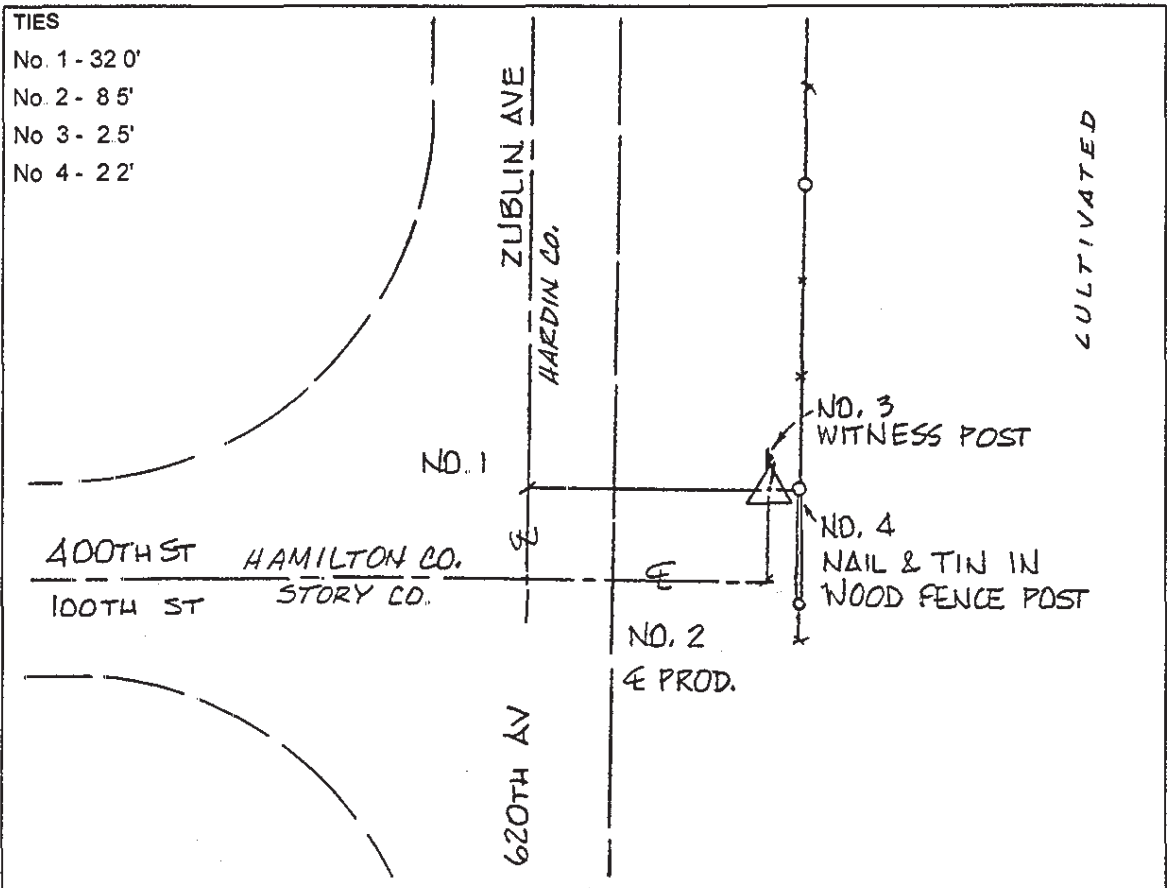 TIES
No. 1 - 32 0'
No. 2 - 8 5'
No 3 - 2.5'
No 4 - 2 2'
ZUBLIN AVE
HARDIN CO.
CULTIVATED
NO. 3
WITNESS POST
NO. 1
NO. 4
NAIL & TIN IN
WOOD FENCE POST
℄
400TH ST HAMILTON CO.
℄
100TH ST STORY CO.
NO. 2
℄ PROD.
620TH AV